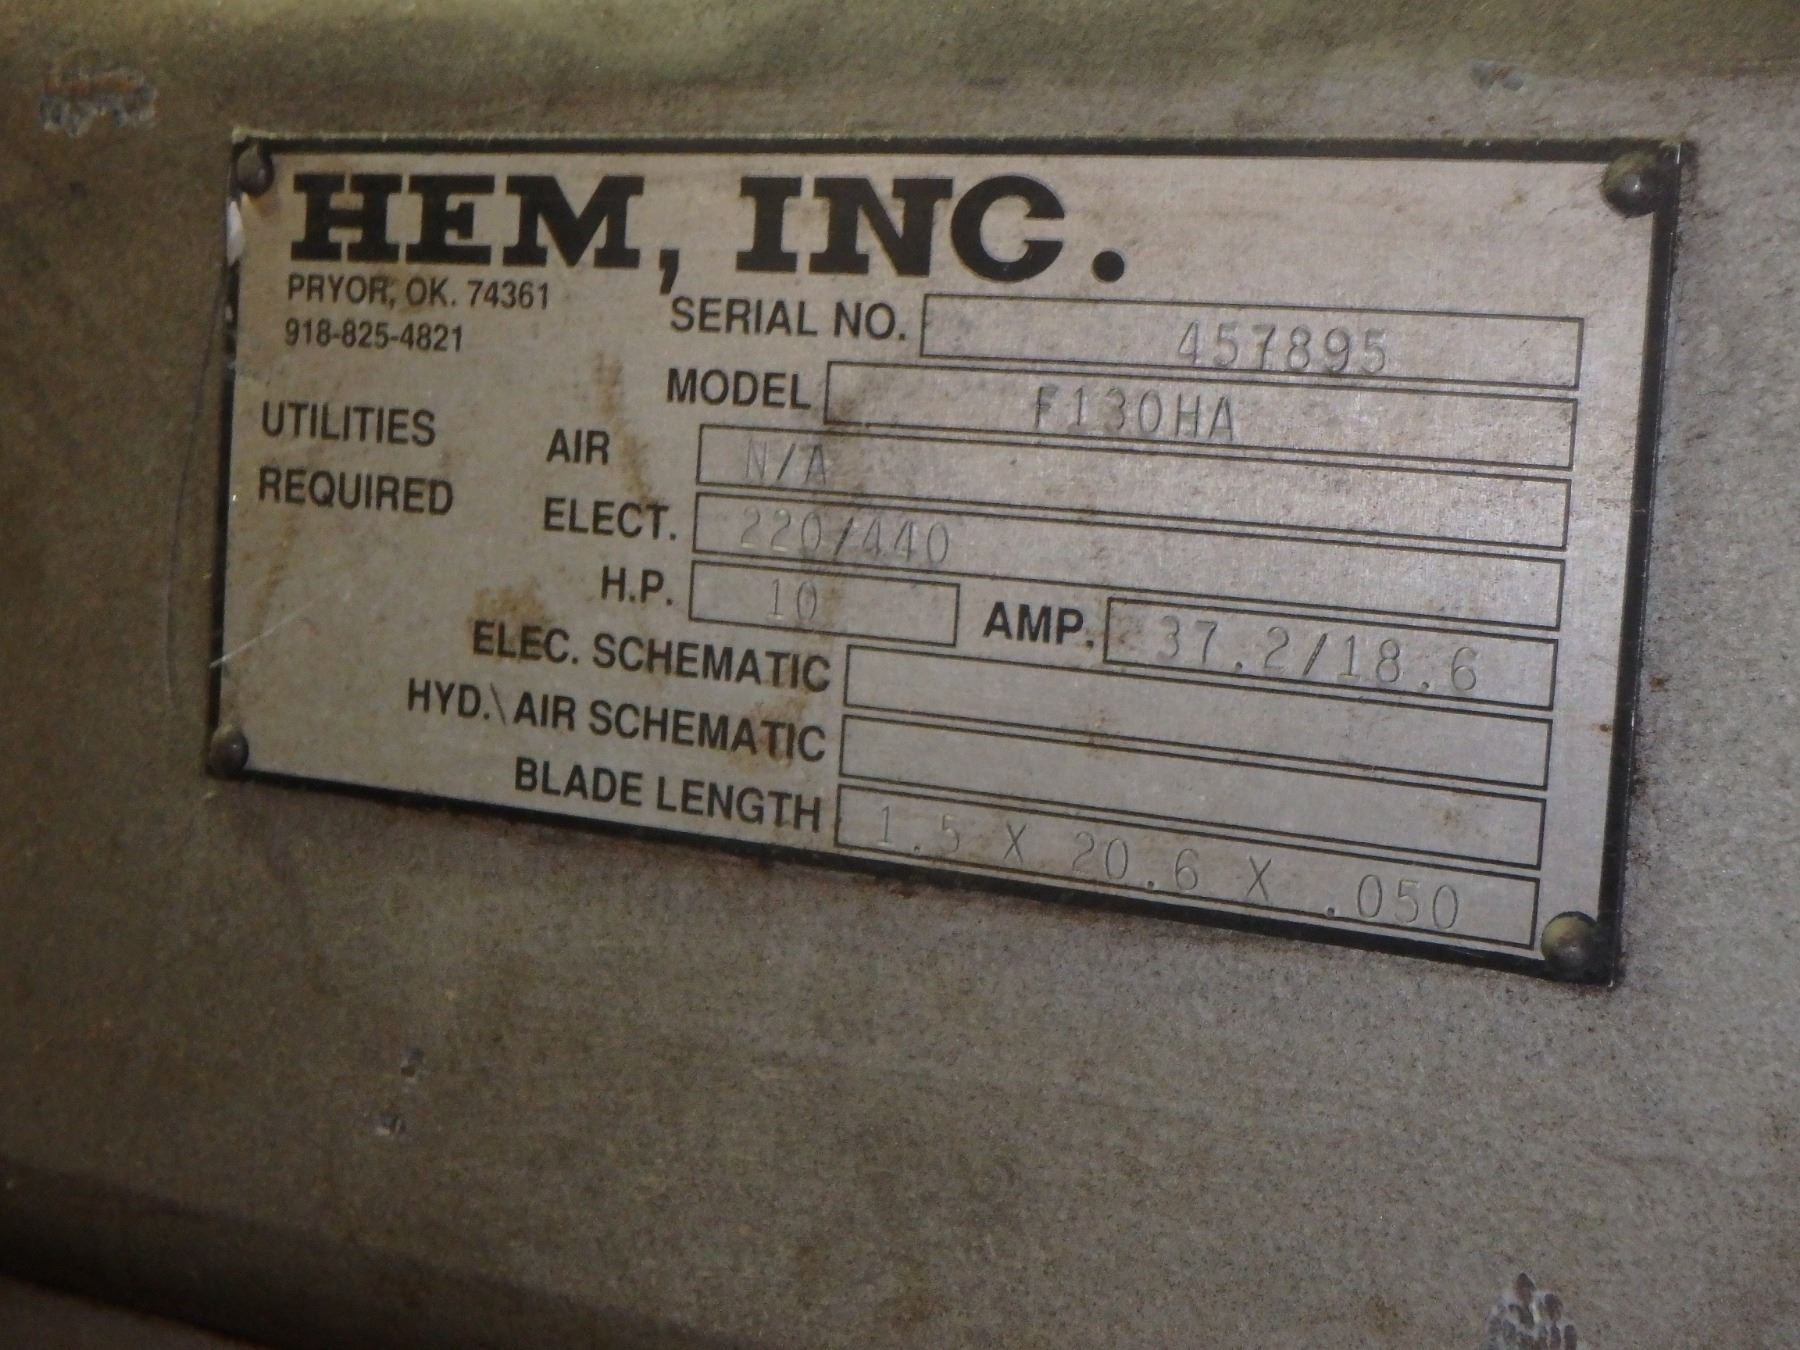 HEM, INC.
PRYOR, OK. 74361
918-825-4821
SERIAL NO. 457895
MODEL F130HA
UTILITIES REQUIRED
AIR N/A
ELECT. 220/440
H.P. 10 AMP. 37.2/18.6
ELEC. SCHEMATIC
HYD.\AIR SCHEMATIC
BLADE LENGTH 1.5 X 20.6 X .050